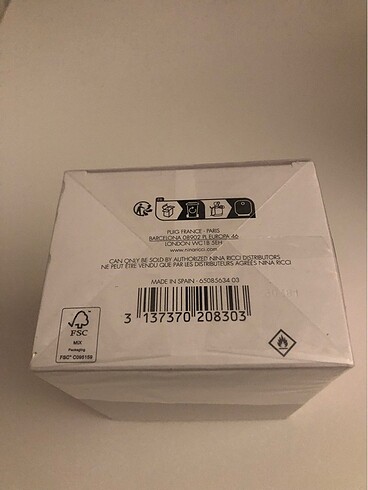 PUIG FRANCE - PARIS
BARCELONA 08902 PL EUROPA 46
LONDON WC1B 5EH
www.ninaricci.com
CAN ONLY BE SOLD BY AUTHORIZED NINA RICCI DISTRIBUTORS
NE PEUT ÊTRE VENDU QUE PAR LES DISTRIBUTEURS AGRÉÉS NINA RICCI
MADE IN SPAIN - 65085634 03
3 137370 208303
FSC
MIX
Packaging
FSC® C098168